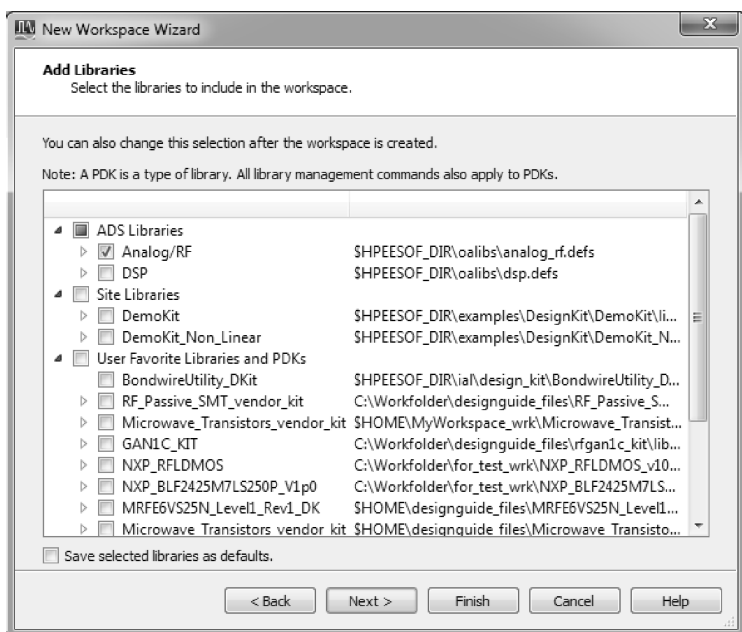 New Workspace Wizard
Add Libraries
Select the libraries to include in the workspace.
You can also change this selection after the workspace is created.
Note: A PDK is a type of library. All library management commands also apply to PDKs.
ADS Libraries
Analog/RF $HPEESOF_DIR\oalibs\analog_rf.defs
DSP $HPEESOF_DIR\oalibs\dsp.defs
Site Libraries
DemoKit $HPEESOF_DIR\examples\DesignKit\DemoKit\li...
DemoKit_Non_Linear $HPEESOF_DIR\examples\DesignKit\DemoKit_N...
User Favorite Libraries and PDKs
BondwireUtility_DKit $HPEESOF_DIR\ial\design_kit\BondwireUtility_D...
RF_Passive_SMT_vendor_kit C:\Workfolder\designguide_files\RF_Passive_S...
Microwave_Transistors_vendor_kit $HOME\MyWorkspace_wrk\Microwave_Transist...
GAN1C_KIT C:\Workfolder\designguide_files\rfgan1c_kit\lib...
NXP_RFLDMOS C:\Workfolder\for_test_wrk\NXP_RFLDMOS_v10...
NXP_BLF2425M7LS250P_V1p0 C:\Workfolder\for_test_wrk\NXP_BLF2425M7LS...
MRFE6VS25N_Level1_Rev1_DK $HOME\designguide_files\MRFE6VS25N_Level1...
Microwave_Transistors_vendor_kit $HOME\designguide_files\Microwave_Transisto...
Save selected libraries as defaults.
< Back Next > Finish Cancel Help